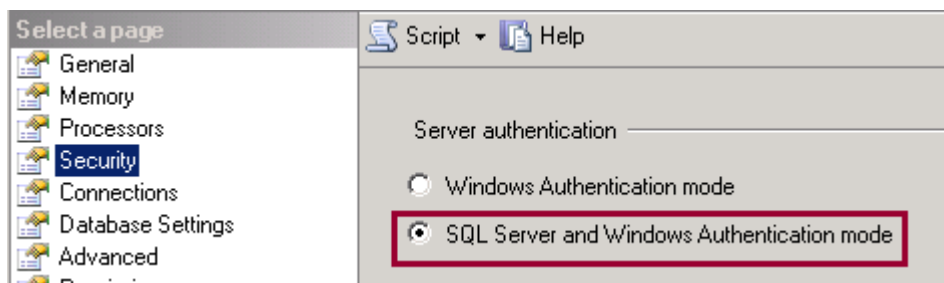 Select a page
General
Memory
Processors
Security
Connections
Database Settings
Advanced
Script Help
Server authentication
Windows Authentication mode
SQL Server and Windows Authentication mode